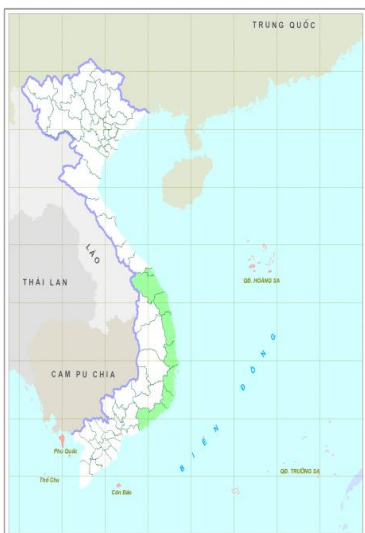 TRUNG QUỐC
LÀO
QĐ. HOÀNG SA
THÁI LAN
BIỂN ĐÔNG
CAM PU CHIA
Phú Quốc
Thổ Chu
Côn Đảo
QĐ. TRƯỜNG SA